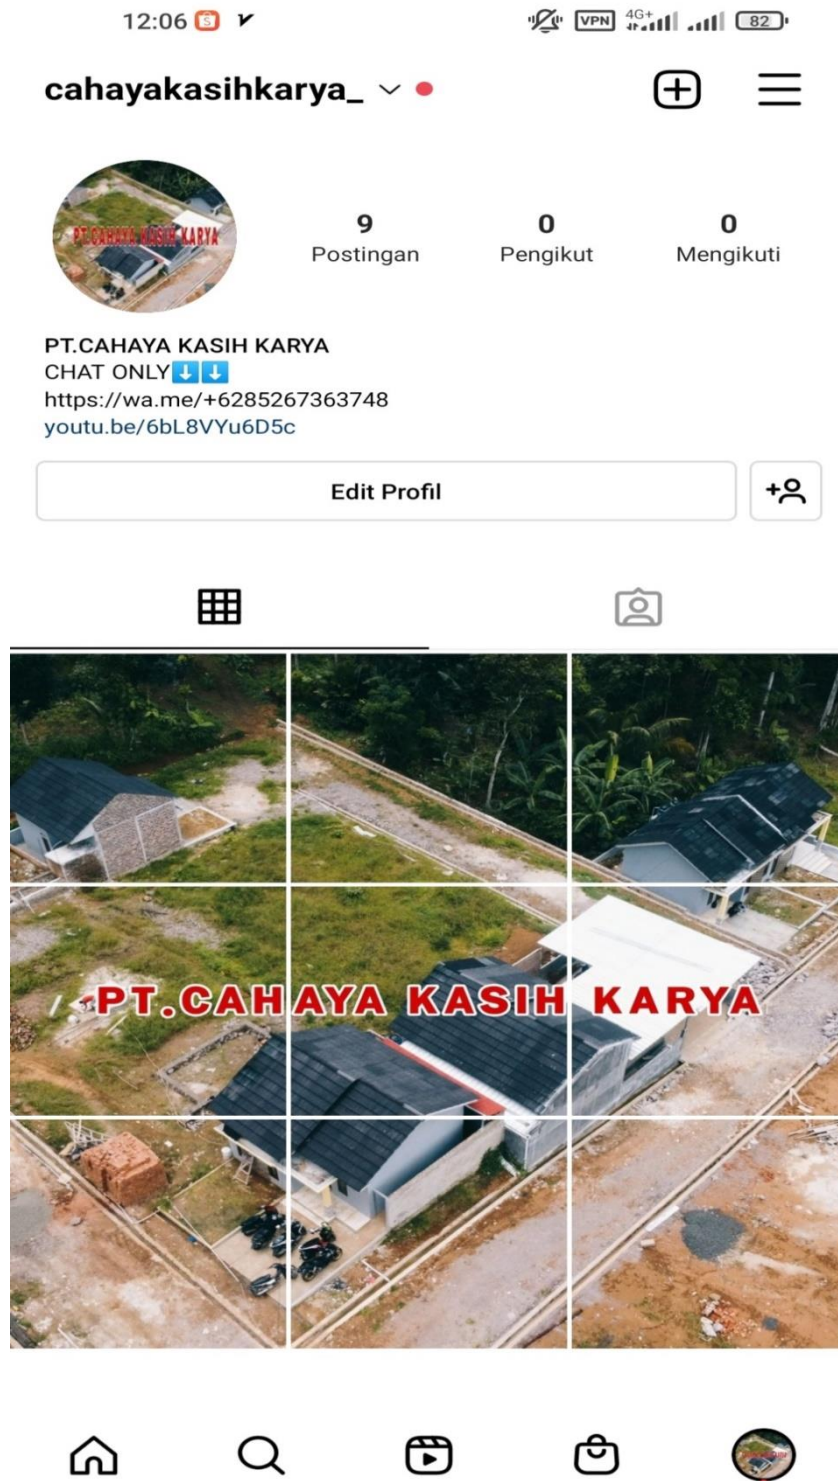 12:06
VPN 4G+ 82
cahayakasihkarya_
PT.CAHAYA KASIH KARYA
9 0 0
Postingan Pengikut Mengikuti
PT.CAHAYA KASIH KARYA
CHAT ONLY⬇️⬇️
https://wa.me/+6285267363748
youtu.be/6bL8VYu6D5c
Edit Profil
PT.CAHAYA KASIH KARYA